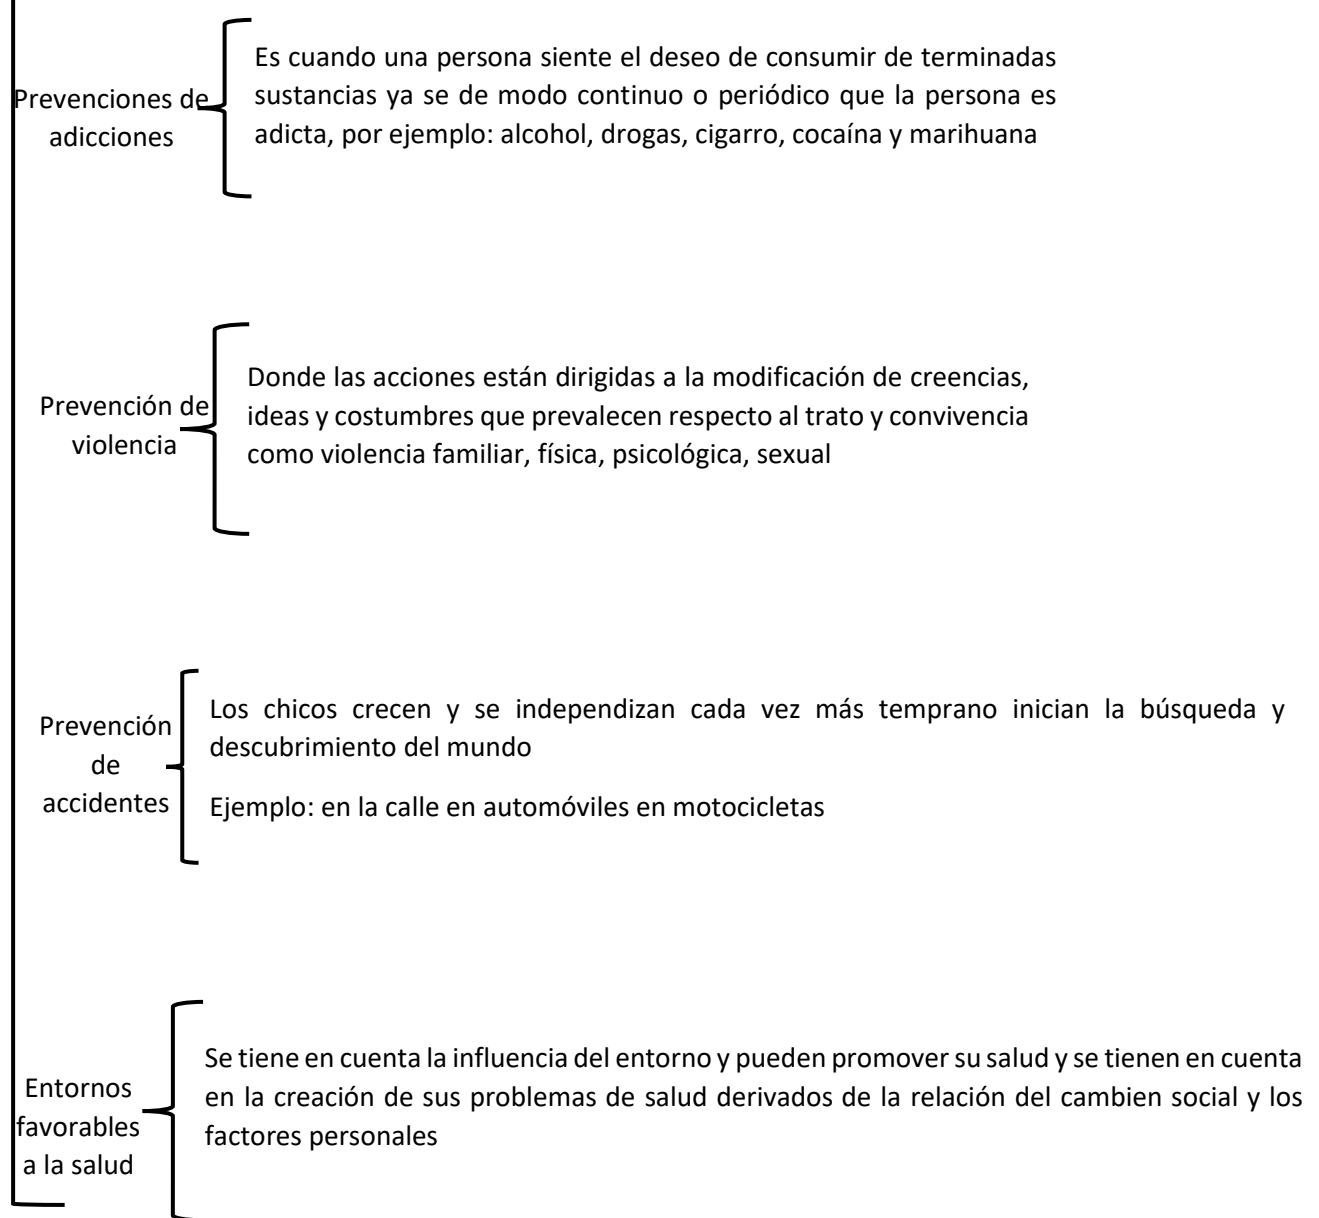 Prevenciones de
adicciones
Es cuando una persona siente el deseo de consumir de terminadas
sustancias ya se de modo continuo o periódico que la persona es
adicta, por ejemplo: alcohol, drogas, cigarro, cocaína y marihuana
Prevención de
violencia
Donde las acciones están dirigidas a la modificación de creencias,
ideas y costumbres que prevalecen respecto al trato y convivencia
como violencia familiar, física, psicológica, sexual
Prevención
de
accidentes
Los chicos crecen y se independizan cada vez más temprano inician la búsqueda y
descubrimiento del mundo
Ejemplo: en la calle en automóviles en motocicletas
Entornos
favorables
a la salud
Se tiene en cuenta la influencia del entorno y pueden promover su salud y se tienen en cuenta
en la creación de sus problemas de salud derivados de la relación del cambien social y los
factores personales